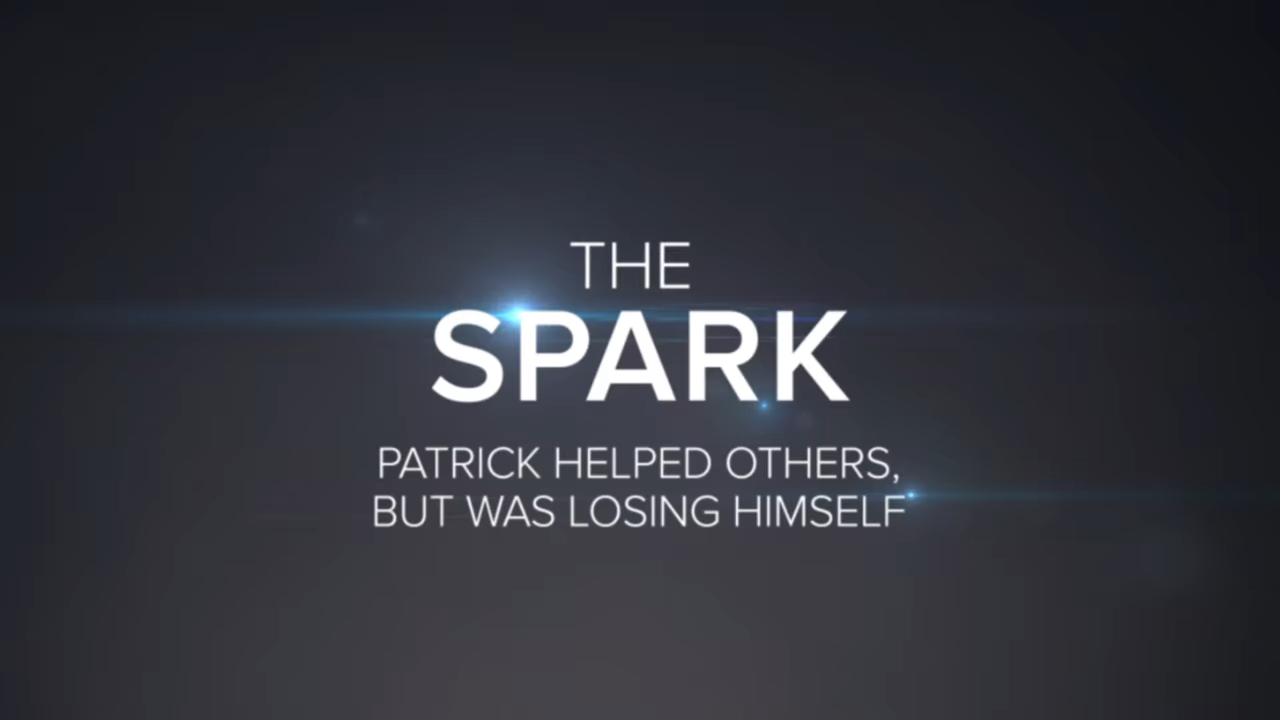 THE
SPARK
PATRICK HELPED OTHERS,
BUT WAS LOSING HIMSELF